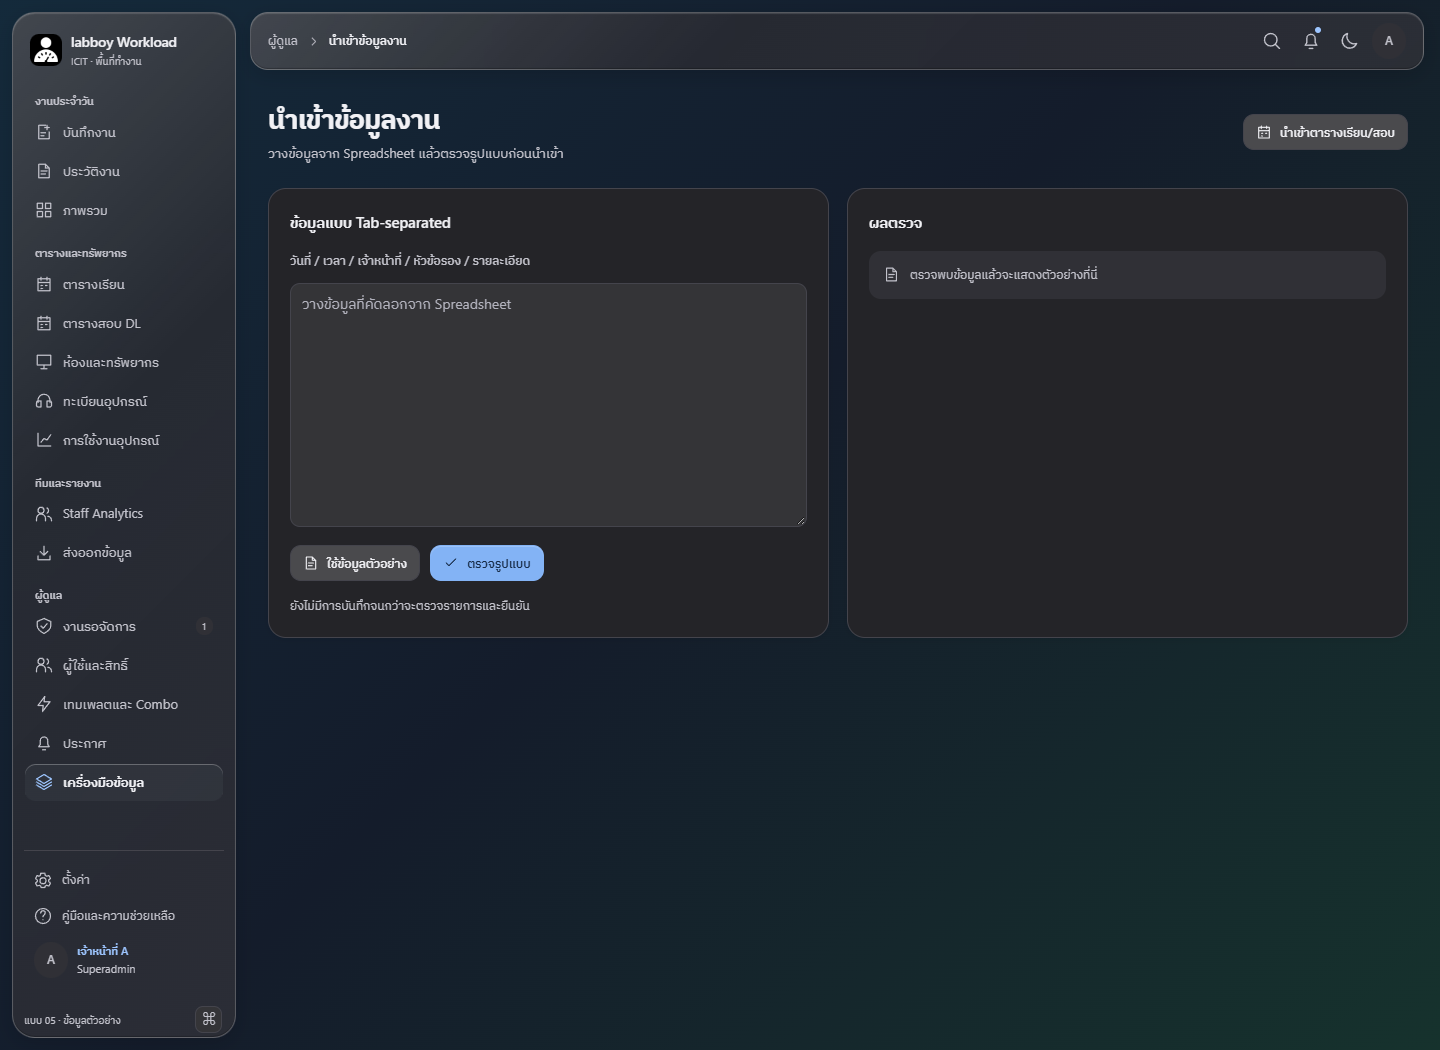 labboy Workload
ICIT · พื้นที่ทำงาน
งานประจำวัน
บันทึกงาน
ประวัติงาน
ภาพรวม
ตารางและทรัพยากร
ตารางเรียน
ตารางสอบ DL
ห้องและทรัพยากร
ทะเบียนอุปกรณ์
การใช้งานอุปกรณ์
ทีมและรายงาน
Staff Analytics
ส่งออกข้อมูล
ผู้ดูแล
งานรอจัดการ 1
ผู้ใช้และสิทธิ์
เทมเพลตและ Combo
ประกาศ
เครื่องมือข้อมูล
ตั้งค่า
คู่มือและความช่วยเหลือ
A
เจ้าหน้าที่ A
Superadmin
แบบ 05 · ข้อมูลตัวอย่าง
ผู้ดูแล > นำเข้าข้อมูลงาน
A
นำเข้าข้อมูลงาน
วางข้อมูลจาก Spreadsheet แล้วตรวจรูปแบบก่อนนำเข้า
นำเข้าตารางเรียน/สอบ
ข้อมูลแบบ Tab-separated
วันที่ / เวลา / เจ้าหน้าที่ / หัวข้อรอง / รายละเอียด
วางข้อมูลที่คัดลอกจาก Spreadsheet
ใช้ข้อมูลตัวอย่าง
ตรวจรูปแบบ
ยังไม่มีการบันทึกจนกว่าจะตรวจรายการและยืนยัน
ผลตรวจ
ตรวจพบข้อมูลแล้วจะแสดงตัวอย่างที่นี่